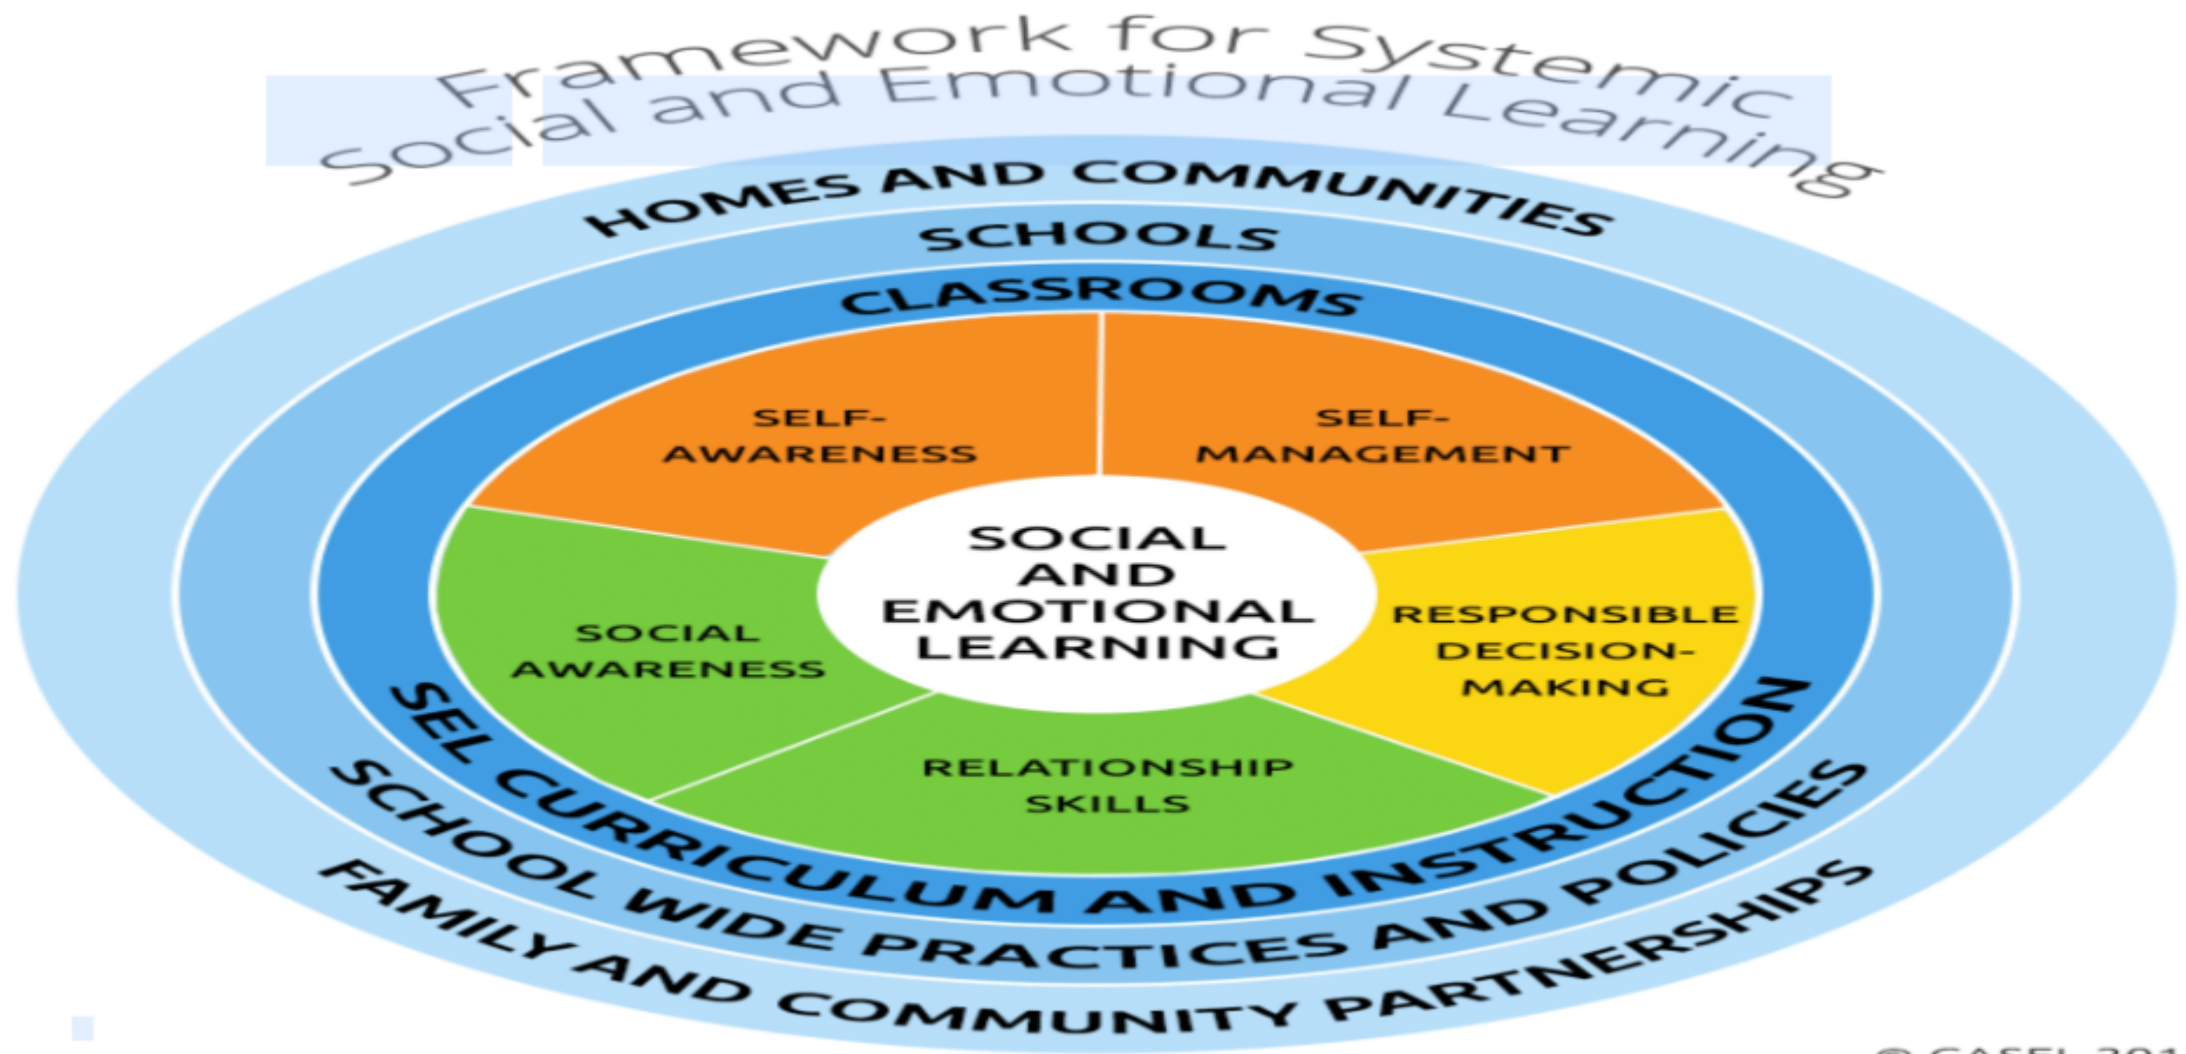 Framework for Systemic
Social and Emotional Learning
HOMES AND COMMUNITIES
SCHOOLS
CLASSROOMS
SELF-
AWARENESS
SELF-
MANAGEMENT
SOCIAL
AND
EMOTIONAL
LEARNING
SOCIAL
AWARENESS
RESPONSIBLE
DECISION-
MAKING
RELATIONSHIP
SKILLS
SEL CURRICULUM AND INSTRUCTION
SCHOOL WIDE PRACTICES AND POLICIES
FAMILY AND COMMUNITY PARTNERSHIPS
© CASEL